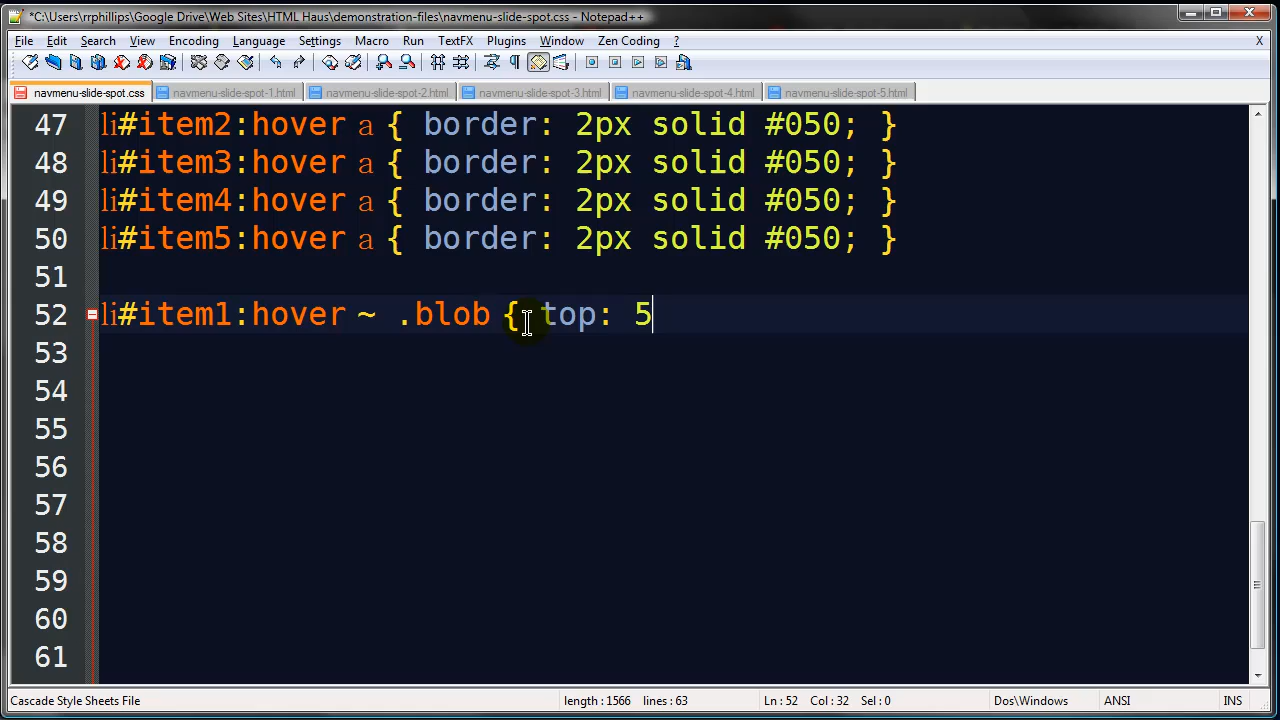 *C:\Users\rrphillips\Google Drive\Web Sites\HTML Haus\demonstration-files\navmenu-slide-spot.css - Notepad++
File Edit Search View Encoding Language Settings Macro Run TextFX Plugins Window Zen Coding ? X
navmenu-slide-spot.css navmenu-slide-spot-1.html navmenu-slide-spot-2.html navmenu-slide-spot-3.html navmenu-slide-spot-4.html navmenu-slide-spot-5.html
47 li#item2:hover a { border: 2px solid #050; }
48 li#item3:hover a { border: 2px solid #050; }
49 li#item4:hover a { border: 2px solid #050; }
50 li#item5:hover a { border: 2px solid #050; }
51
52 li#item1:hover ~ .blob { top: 5
53
54
55
56
57
58
59
60
61
Cascade Style Sheets File length : 1566 lines : 63 Ln : 52 Col : 32 Sel : 0 Dos\Windows ANSI INS